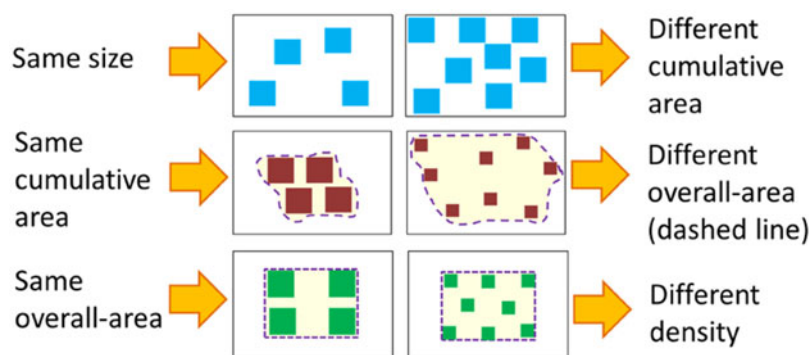 Same size
Different
cumulative
area
Same
cumulative
area
Different
overall-area
(dashed line)
Same
overall-area
Different
density